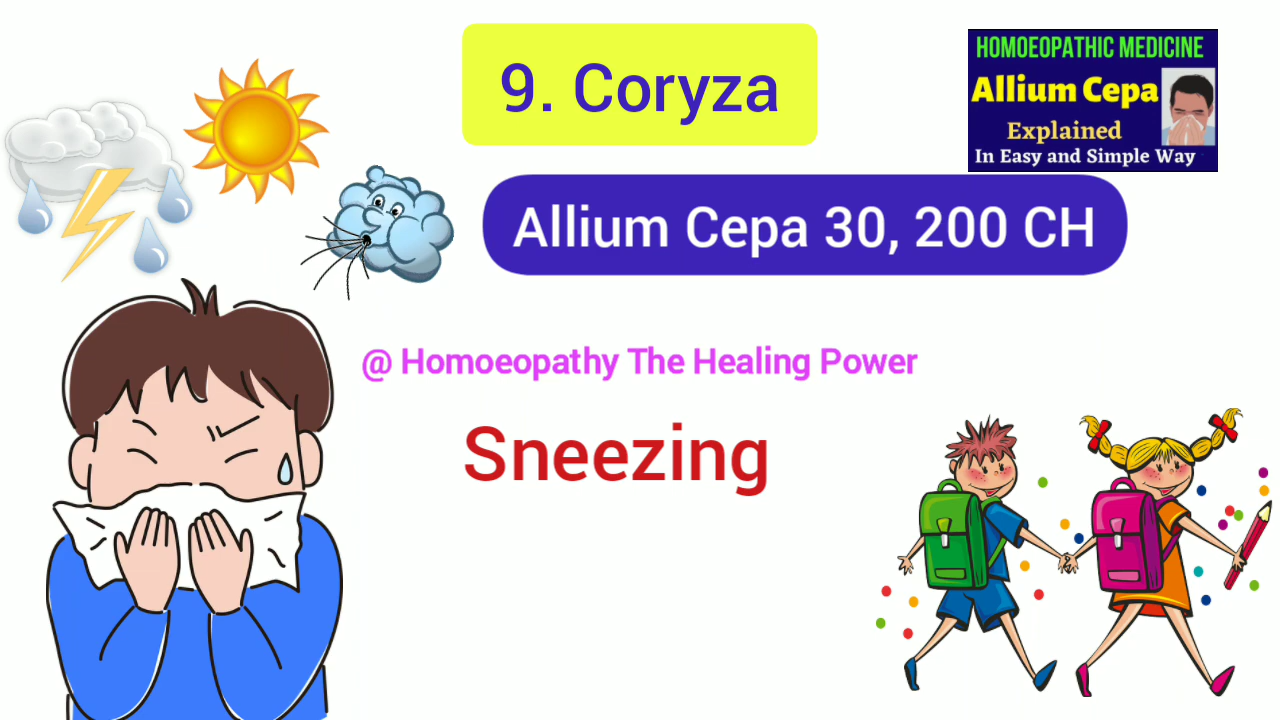 9. Coryza
HOMOEOPATHIC MEDICINE
Allium Cepa
Explained
In Easy and Simple Way
Allium Cepa 30, 200 CH
@ Homoeopathy The Healing Power
Sneezing